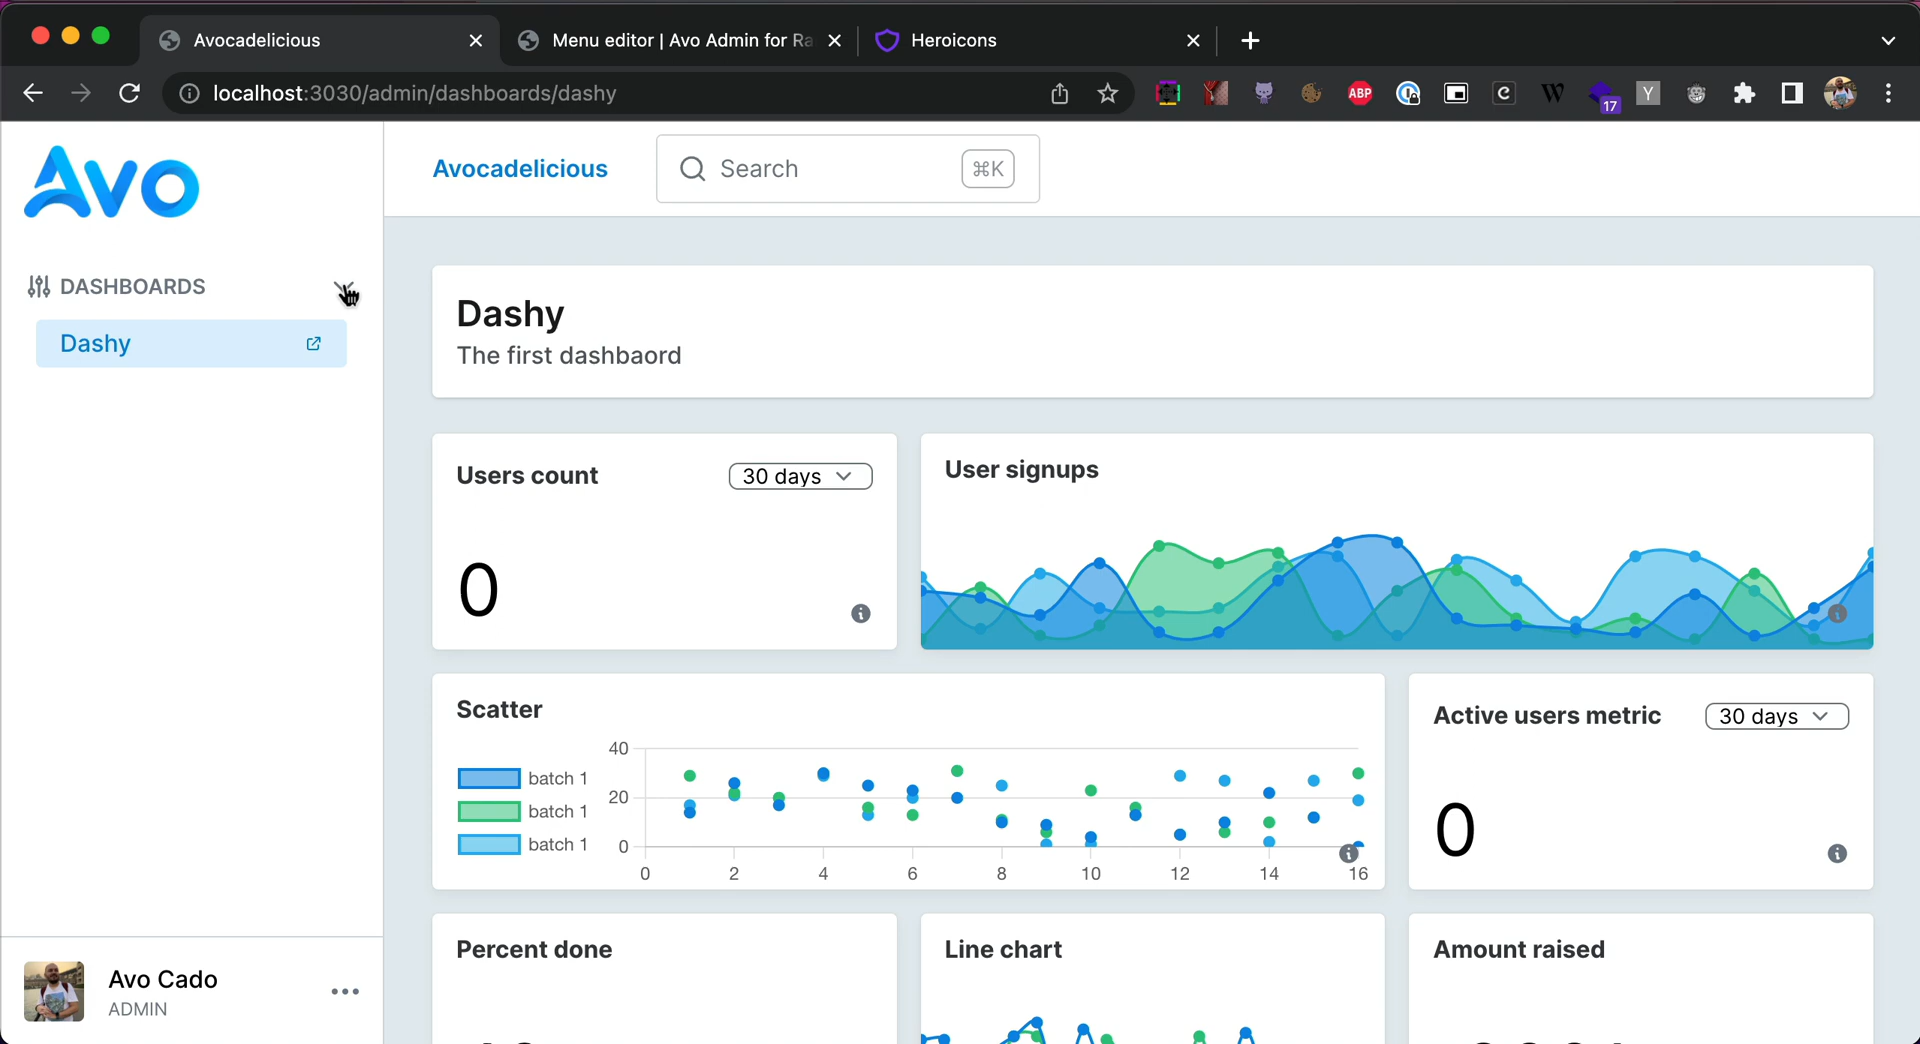 Avocadelicious
Menu editor | Avo Admin for Ra
Heroicons
localhost:3030/admin/dashboards/dashy
ABP
C
W
17
Y
Avo
Avocadelicious
Search
⌘K
DASHBOARDS
Dashy
Dashy
The first dashbaord
Users count
30 days
0
User signups
Scatter
batch 1
batch 1
batch 1
40
20
0
0 2 4 6 8 10 12 14 16
Active users metric
30 days
0
Percent done
Line chart
Amount raised
Avo Cado
ADMIN